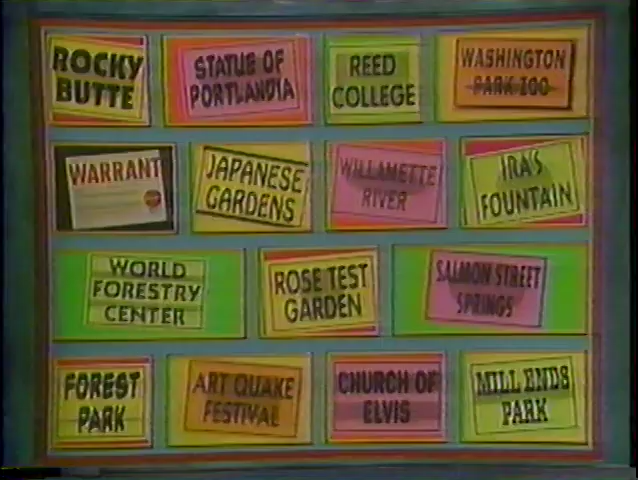 ROCKY
BUTTE
STATUE OF
PORTLANDIA
REED
COLLEGE
WASHINGTON
PARK ZOO
WARRANT
JAPANESE
GARDENS
WILLAMETTE
RIVER
IRA'S
FOUNTAIN
WORLD
FORESTRY
CENTER
ROSE TEST
GARDEN
SALMON STREET
SPRINGS
FOREST
PARK
ART QUAKE
FESTIVAL
CHURCH OF
ELVIS
MILL ENDS
PARK